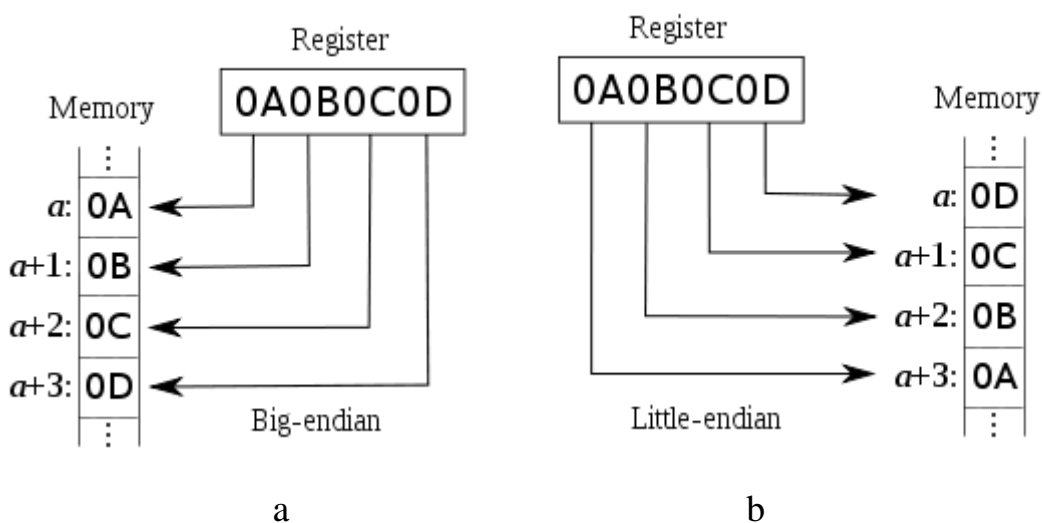 Register
0A0B0C0D
Memory
⋮
a: 0A
a+1: 0B
a+2: 0C
a+3: 0D
⋮
Big-endian
a
Register
0A0B0C0D
Memory
⋮
a: 0D
a+1: 0C
a+2: 0B
a+3: 0A
⋮
Little-endian
b